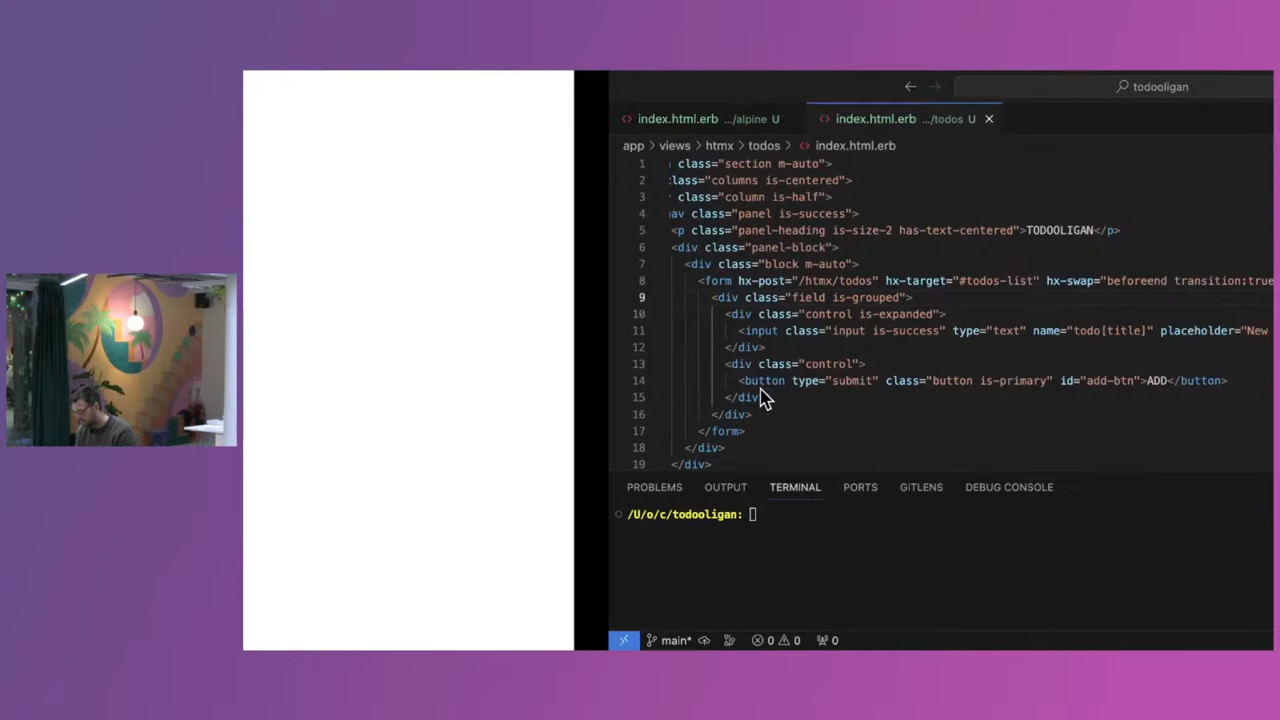 todooligan
index.html.erb .../alpine U
index.html.erb .../todos U
app > views > htmx > todos > index.html.erb
1 class="section m-auto">
2 class="columns is-centered">
3 class="column is-half">
4 nav class="panel is-success">
5 <p class="panel-heading is-size-2 has-text-centered">TODOOLIGAN</p>
6 <div class="panel-block">
7 <div class="block m-auto">
8 <form hx-post="/htmx/todos" hx-target="#todos-list" hx-swap="beforeend transition:true
9 <div class="field is-grouped">
10 <div class="control is-expanded">
11 <input class="input is-success" type="text" name="todo[title]" placeholder="New
12 </div>
13 <div class="control">
14 <button type="submit" class="button is-primary" id="add-btn">ADD</button>
15 </div
16 </div>
17 </form>
18 </div>
19 </div>
PROBLEMS OUTPUT TERMINAL PORTS GITLENS DEBUG CONSOLE
/U/o/c/todooligan:
main* 0 0 0